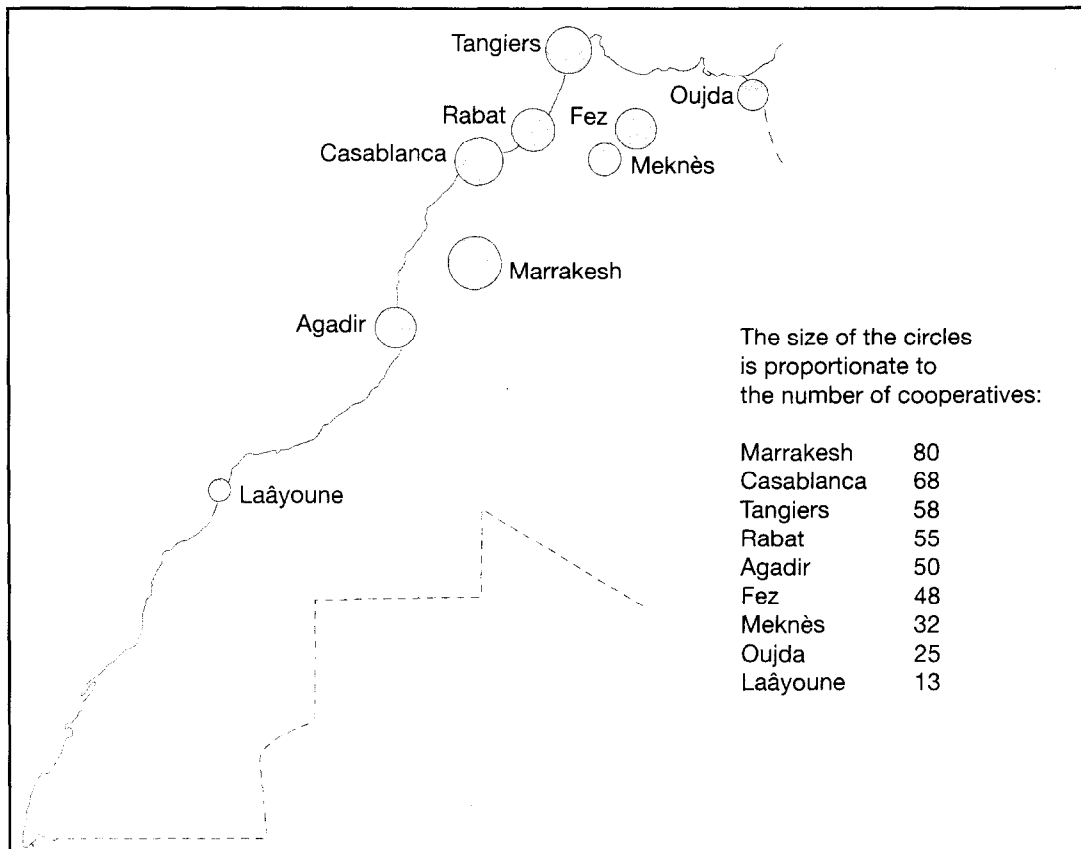 Tangiers
Oujda
Rabat
Fez
Casablanca
Meknès
Marrakesh
Agadir
Laâyoune
The size of the circles
is proportionate to
the number of cooperatives:
Marrakesh 80
Casablanca 68
Tangiers 58
Rabat 55
Agadir 50
Fez 48
Meknès 32
Oujda 25
Laâyoune 13